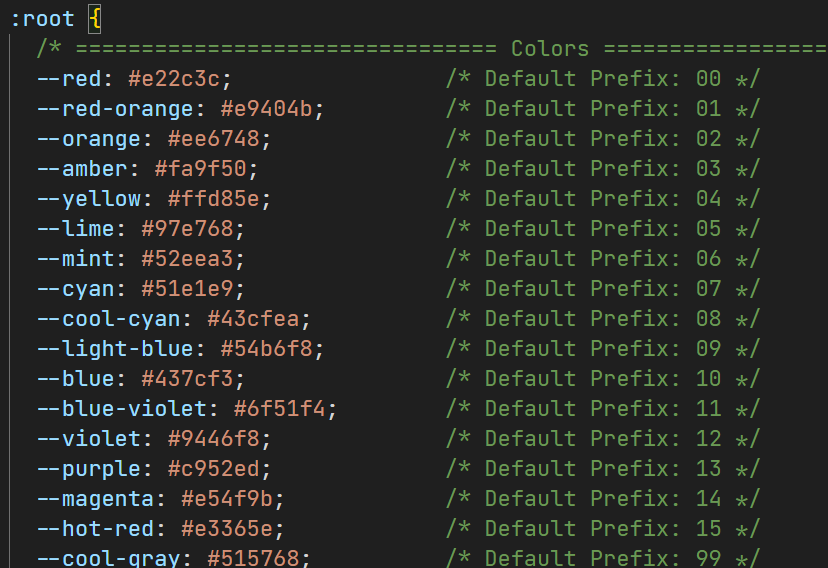 :root {
/* ================================ Colors =================
--red: #e22c3c; /* Default Prefix: 00 */
--red-orange: #e9404b; /* Default Prefix: 01 */
--orange: #ee6748; /* Default Prefix: 02 */
--amber: #fa9f50; /* Default Prefix: 03 */
--yellow: #ffd85e; /* Default Prefix: 04 */
--lime: #97e768; /* Default Prefix: 05 */
--mint: #52eea3; /* Default Prefix: 06 */
--cyan: #51e1e9; /* Default Prefix: 07 */
--cool-cyan: #43cfea; /* Default Prefix: 08 */
--light-blue: #54b6f8; /* Default Prefix: 09 */
--blue: #437cf3; /* Default Prefix: 10 */
--blue-violet: #6f51f4; /* Default Prefix: 11 */
--violet: #9446f8; /* Default Prefix: 12 */
--purple: #c952ed; /* Default Prefix: 13 */
--magenta: #e54f9b; /* Default Prefix: 14 */
--hot-red: #e3365e; /* Default Prefix: 15 */
--cool-gray: #515768; /* Default Prefix: 99 */